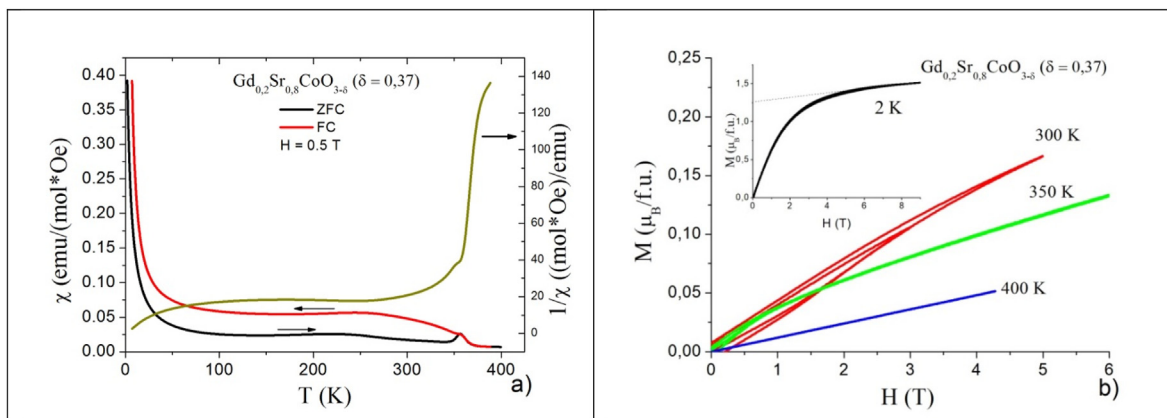 Gd0,2Sr0,8CoO3-δ (δ = 0,37)
ZFC
FC
H = 0.5 T
χ (emu/(mol*Oe)
0.40
0.35
0.30
0.25
0.20
0.15
0.10
0.05
0.00
0
50
100
150
200
250
300
350
400
T (K)
140
120
100
80
60
40
20
0
1/χ ((mol*Oe)/emu)
a)
Gd0,2Sr0,8CoO3-δ (δ = 0,37)
M (μB/f.u.)
0,25
0,20
0,15
0,10
0,05
0,00
0
1
2
3
4
5
6
H (T)
M (μB/f.u.)
1.5
1.0
0.5
0.0
0
2
4
6
8
H (T)
2 K
300 K
350 K
400 K
b)